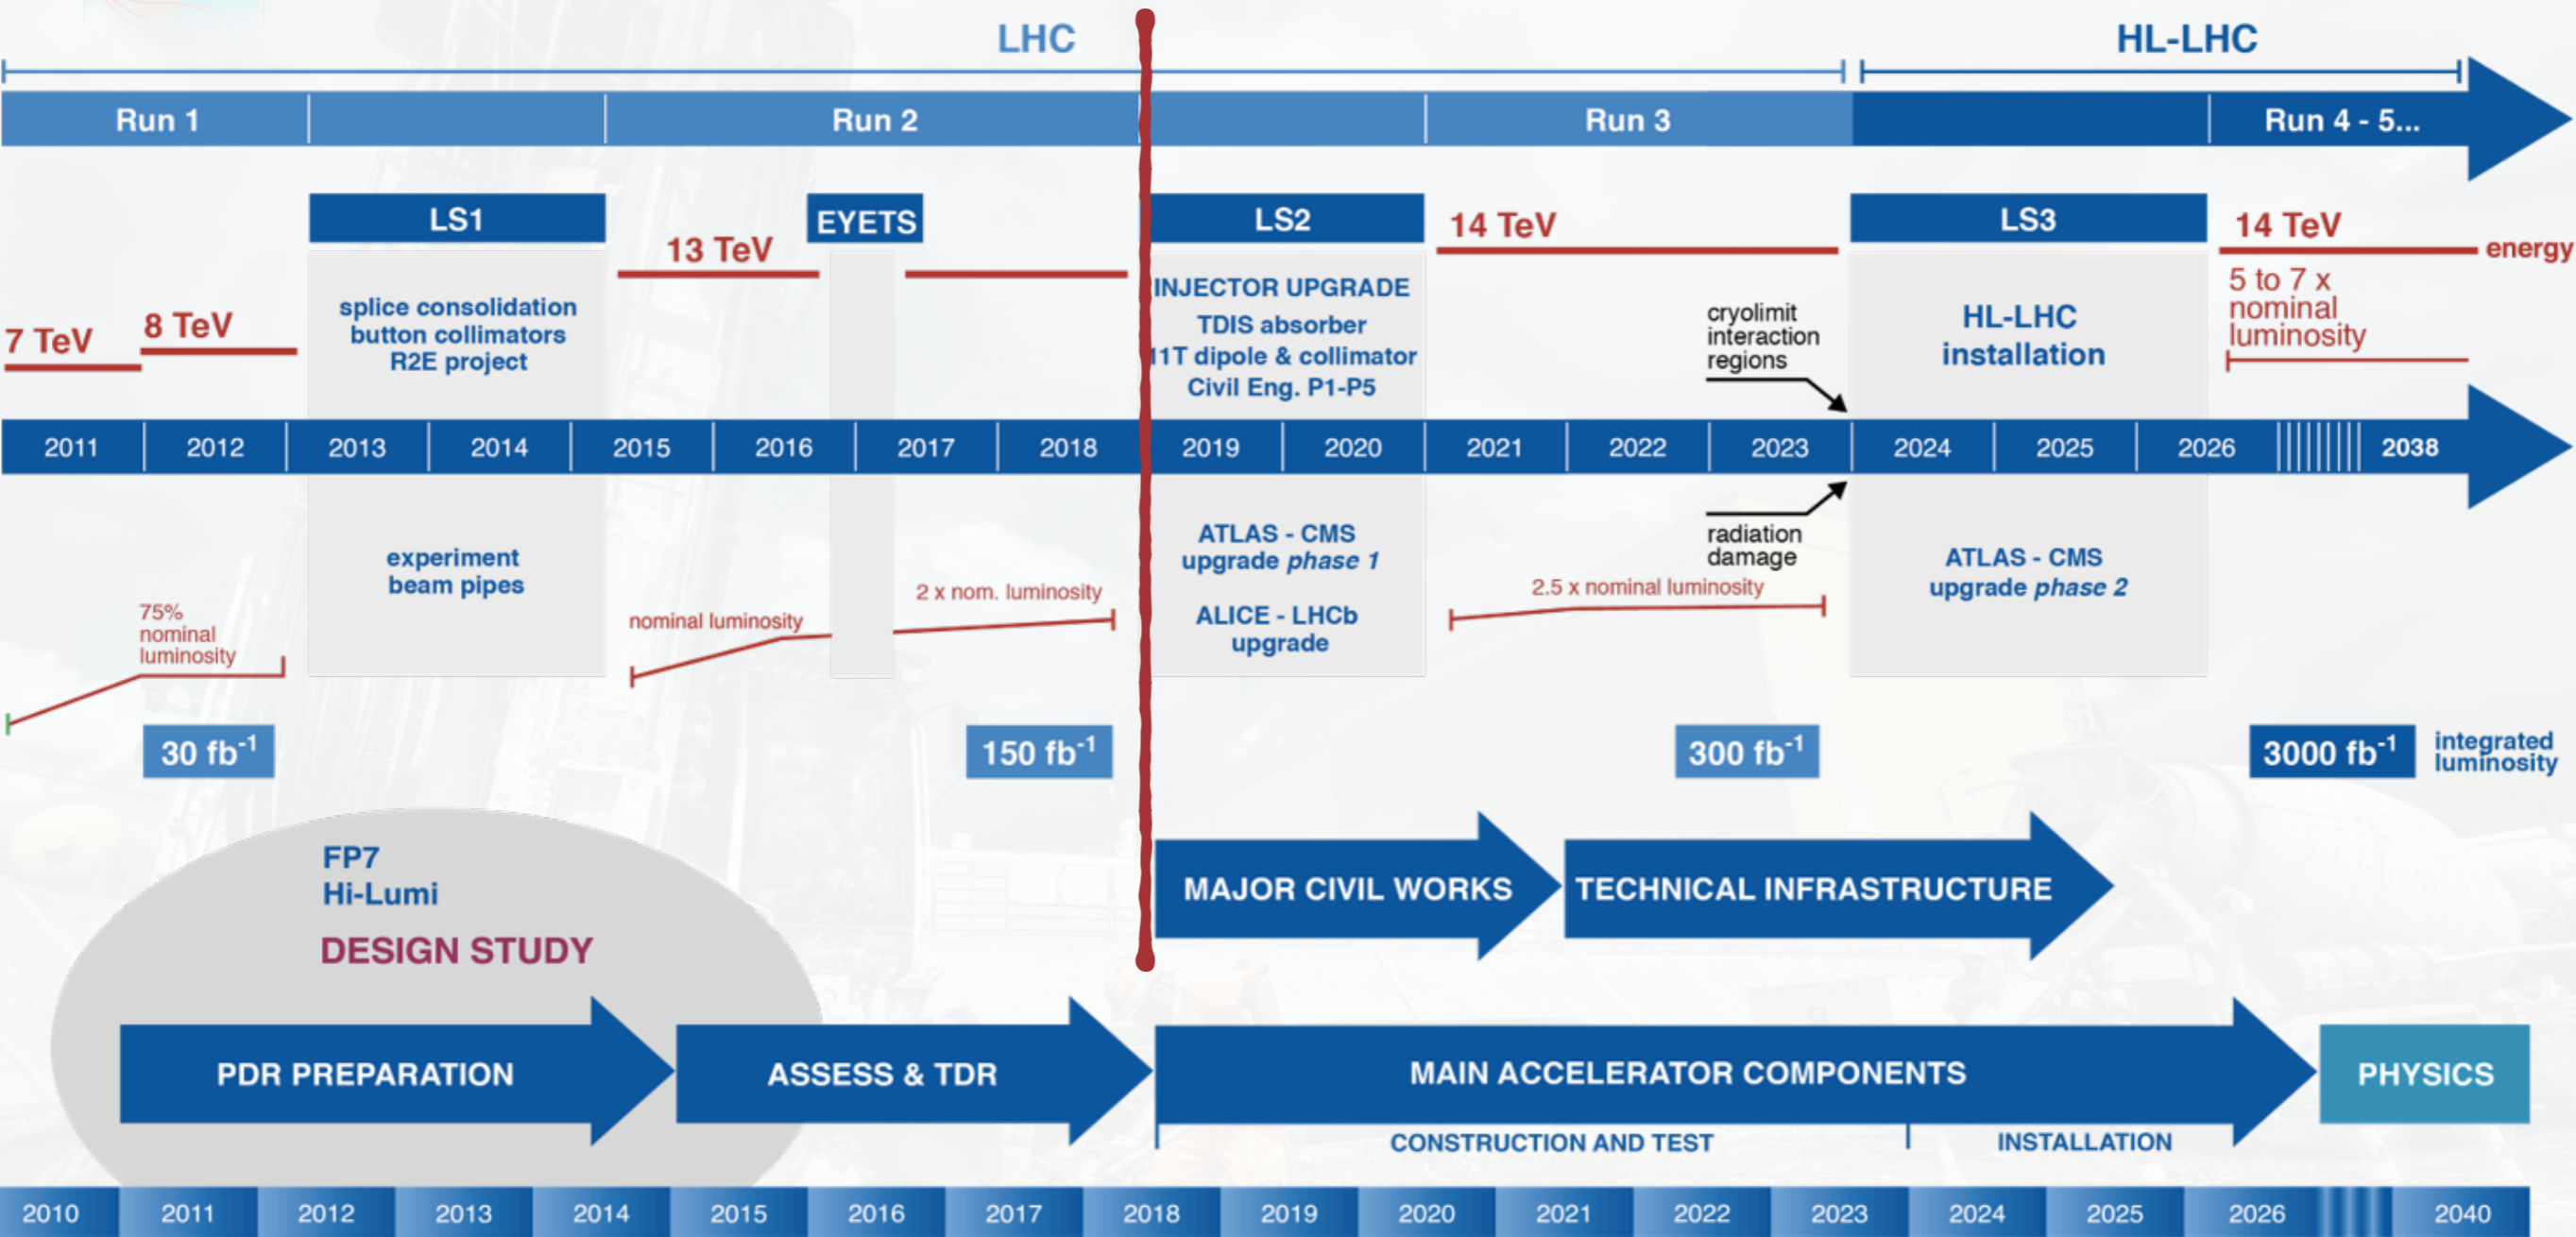 LHC
HL-LHC
Run 1
Run 2
Run 3
Run 4 - 5...
LS1
EYETS
LS2
LS3
14 TeV
14 TeV
energy
13 TeV
7 TeV
8 TeV
splice consolidation
button collimators
R2E project
INJECTOR UPGRADE
TDIS absorber
11T dipole & collimator
Civil Eng. P1-P5
cryolimit
interaction
regions
HL-LHC
installation
5 to 7 x
nominal
luminosity
2011 2012 2013 2014 2015 2016 2017 2018 2019 2020 2021 2022 2023 2024 2025 2026 2038
experiment
beam pipes
ATLAS - CMS
upgrade phase 1
ALICE - LHCb
upgrade
radiation
damage
ATLAS - CMS
upgrade phase 2
75%
nominal
luminosity
nominal luminosity
2 x nom. luminosity
2.5 x nominal luminosity
30 fb⁻¹
150 fb⁻¹
300 fb⁻¹
3000 fb⁻¹
integrated
luminosity
FP7
Hi-Lumi
DESIGN STUDY
MAJOR CIVIL WORKS
TECHNICAL INFRASTRUCTURE
PDR PREPARATION
ASSESS & TDR
MAIN ACCELERATOR COMPONENTS
PHYSICS
CONSTRUCTION AND TEST
INSTALLATION
2010 2011 2012 2013 2014 2015 2016 2017 2018 2019 2020 2021 2022 2023 2024 2025 2026 2040